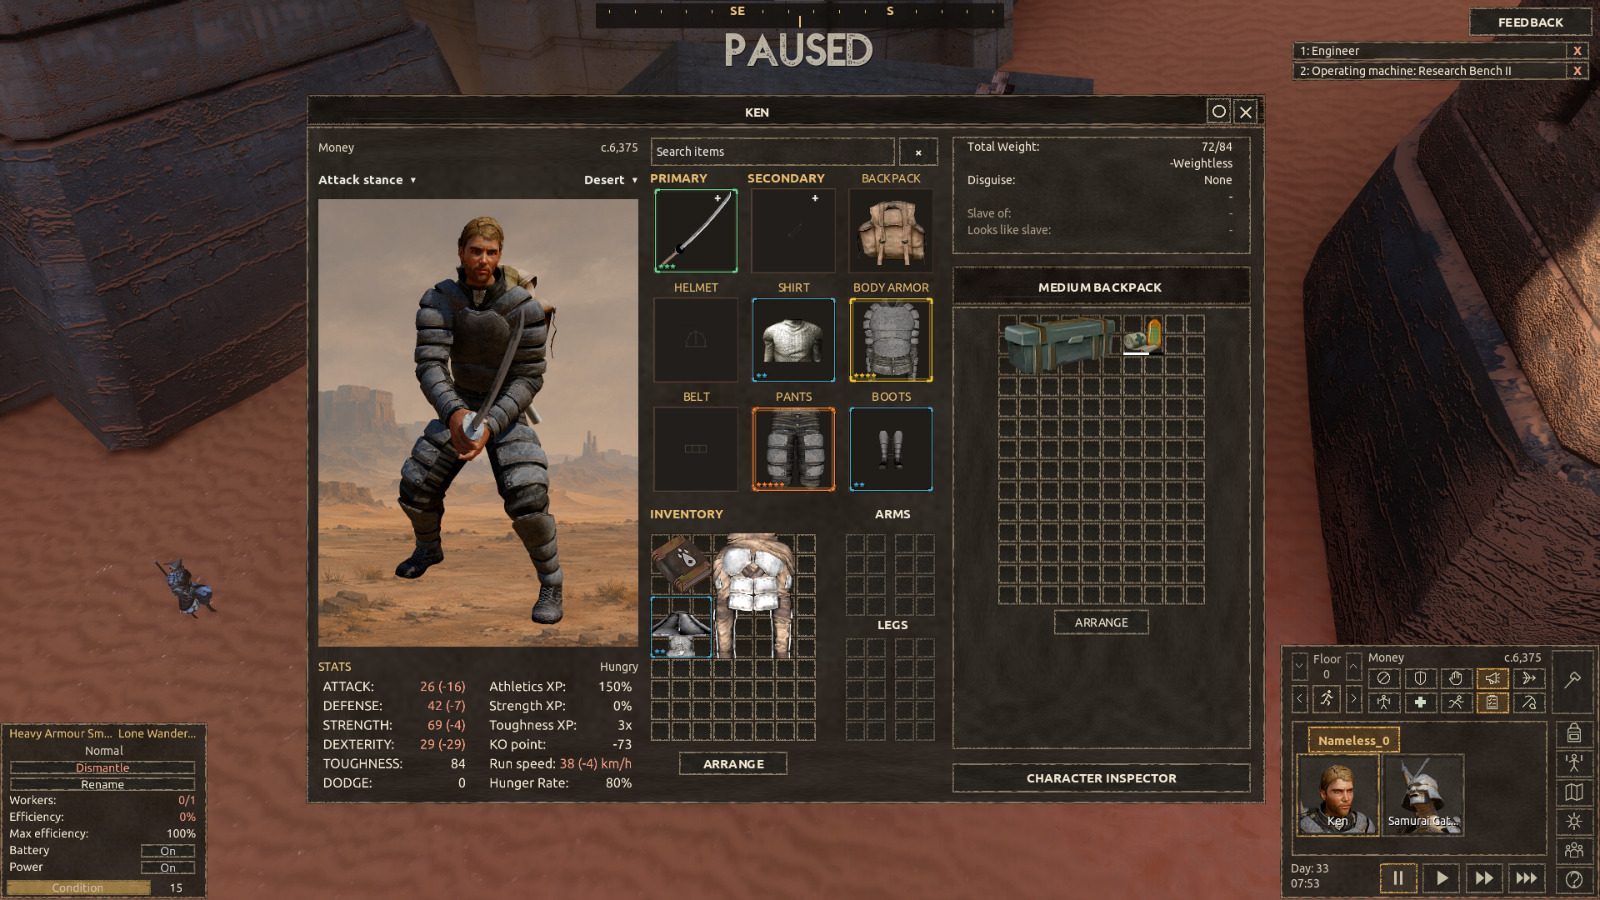 SE
S
PAUSED
FEEDBACK
1: Engineer
X
2: Operating machine: Research Bench II
X
KEN
Money
c.6,375
Attack stance
Desert
Search items
×
PRIMARY
SECONDARY
BACKPACK
HELMET
SHIRT
BODY ARMOR
BELT
PANTS
BOOTS
INVENTORY
ARMS
LEGS
ARRANGE
Total Weight:
72/84
-Weightless
Disguise:
None
-
Slave of:
-
Looks like slave:
-
MEDIUM BACKPACK
ARRANGE
CHARACTER INSPECTOR
STATS
Hungry
ATTACK:
26 (-16)
Athletics XP:
150%
DEFENSE:
42 (-7)
Strength XP:
0%
STRENGTH:
69 (-4)
Toughness XP:
3x
DEXTERITY:
29 (-29)
KO point:
-73
TOUGHNESS:
84
Run speed:
38 (-4) km/h
DODGE:
0
Hunger Rate:
80%
Heavy Armour Sm...
Lone Wander...
Normal
Dismantle
Rename
Workers:
0/1
Efficiency:
0%
Max efficiency:
100%
Battery
On
Power
On
Condition
15
Floor
0
Money
c.6,375
Nameless_0
Ken
Samurai Gat...
Day: 33
07:53